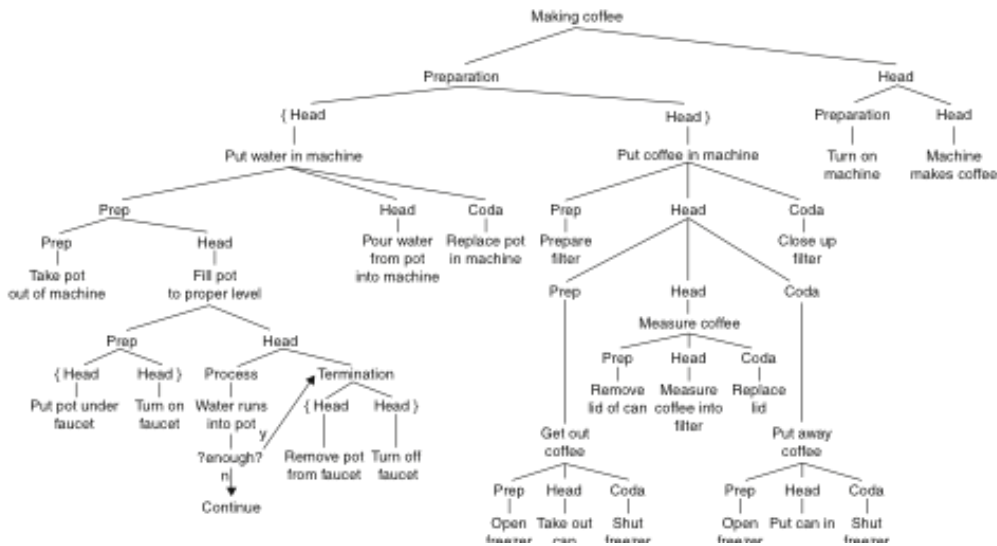 Making coffee
Preparation Head
{ Head Head } Preparation Head
Put water in machine Put coffee in machine Turn on Machine
machine makes coffee
Prep Head Coda Prep Head Coda
Prep Head Pour water Replace pot Prepare Close up
from pot in machine filter filter
Take pot Fill pot into machine
out of machine to proper level Prep Head Coda
Measure coffee
Prep Head Prep Head Coda
{ Head Head } Process Termination Remove Measure Replace
lid of can coffee into lid
Put pot under Turn on Water runs { Head Head } filter
faucet faucet into pot y Get out Put away
?enough? Remove pot Turn off coffee coffee
n from faucet faucet
Prep Head Coda Prep Head Coda
Continue
Open Take out Shut Open Put can in Shut
freezer can freezer freezer freezer